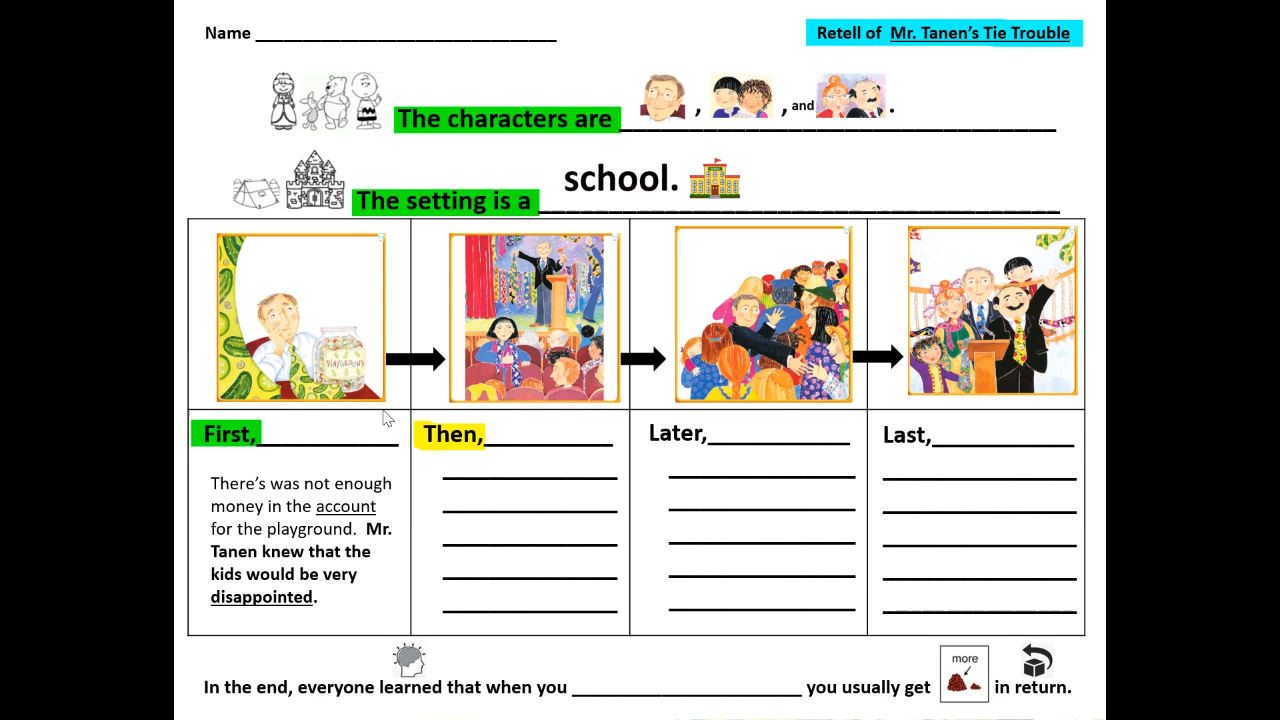 Name ______________________________
Retell of Mr. Tanen's Tie Trouble
The characters are , , and .
The setting is a school.
PLAYGROUND
First,
There's was not enough
money in the account
for the playground. Mr.
Tanen knew that the
kids would be very
disappointed.
Then,
Later,
Last,
more
In the end, everyone learned that when you ______________________ you usually get in return.